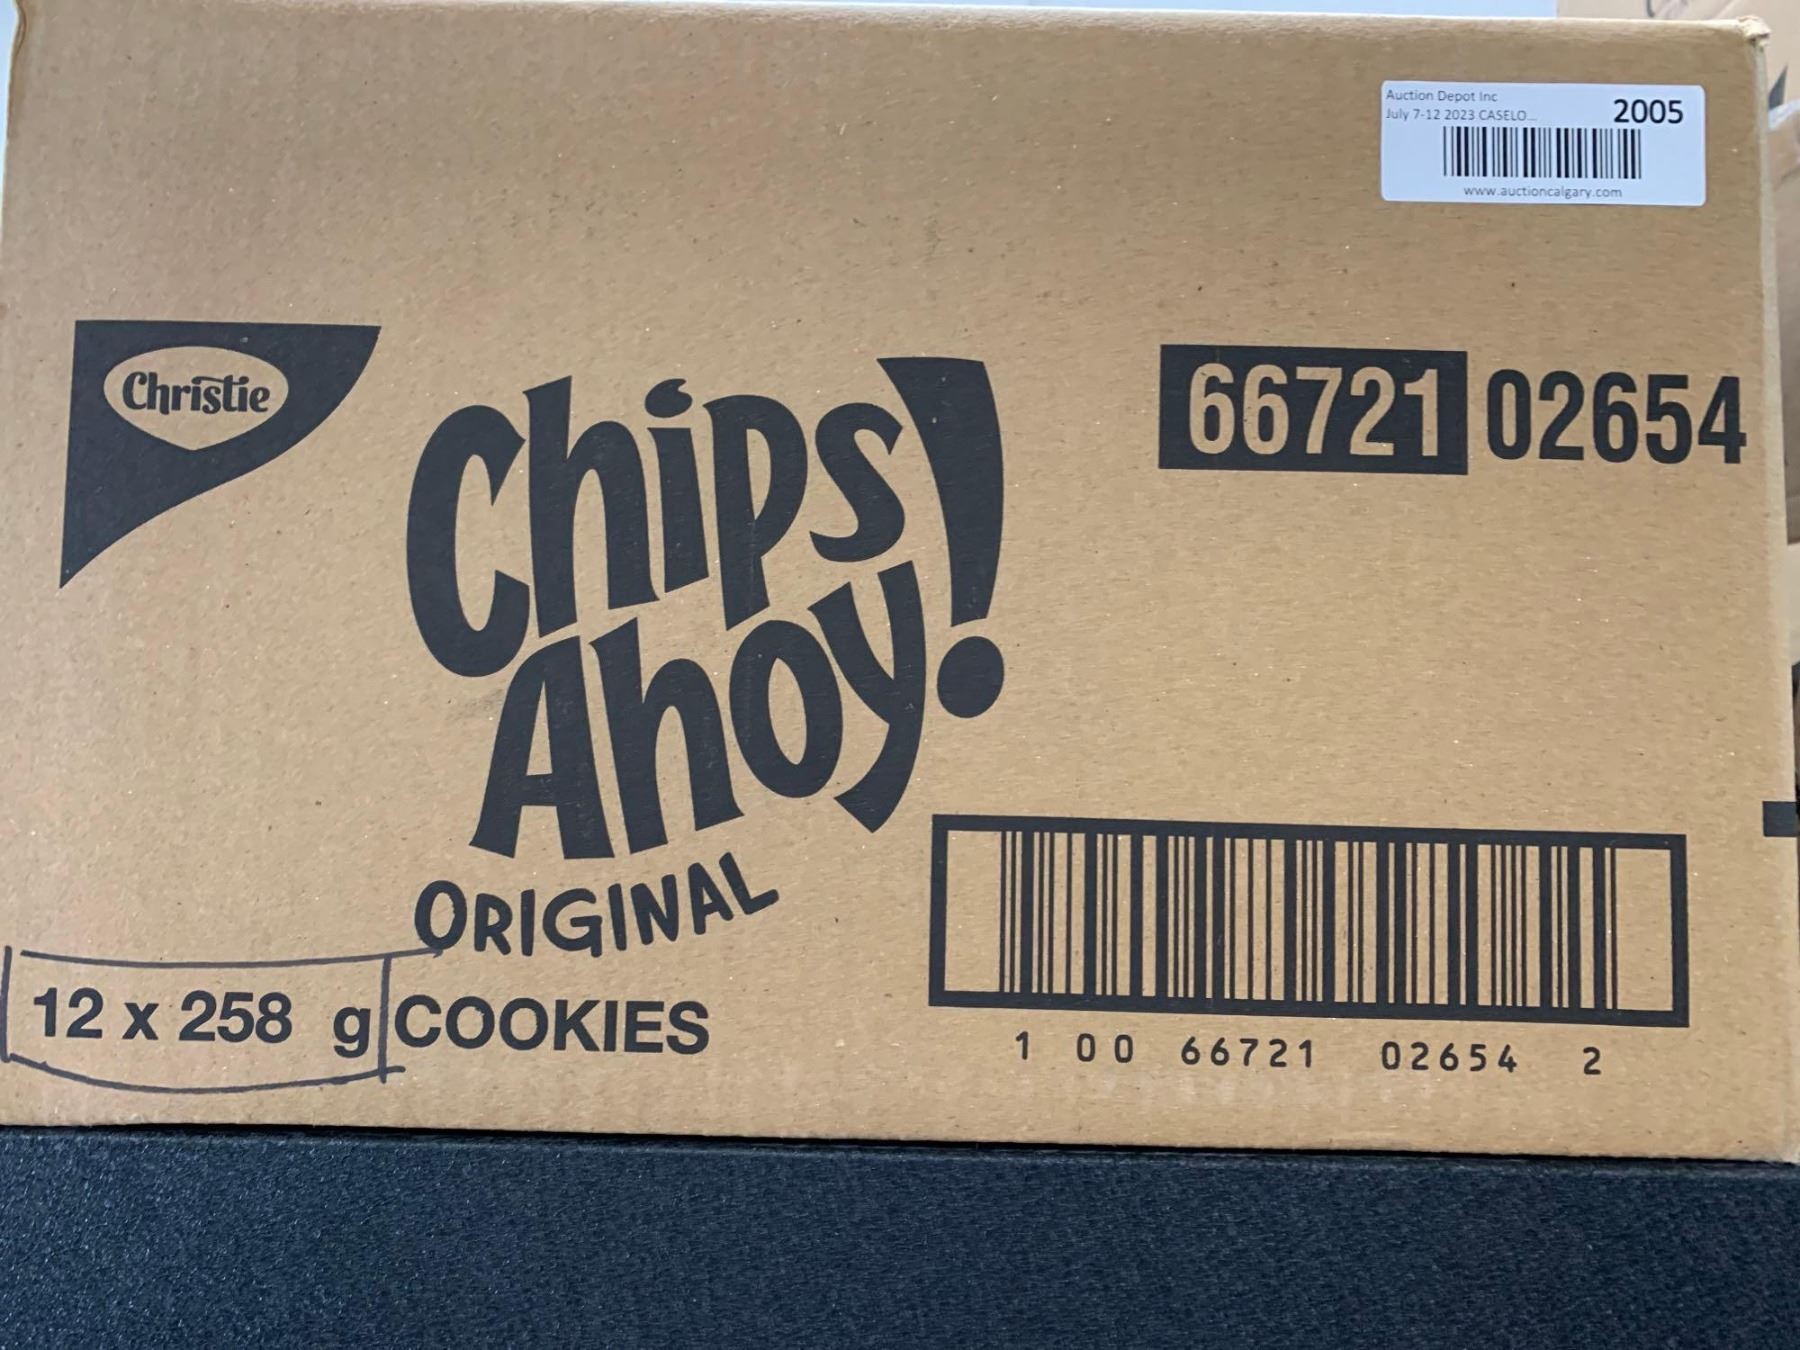 Auction Depot Inc
July 7-12 2023 CASELO...
2005
www.auctioncalgary.com
Christie
Chips
Ahoy!
ORIGINAL
66721 02654
12 x 258 g COOKIES
1 00 66721 02654 2